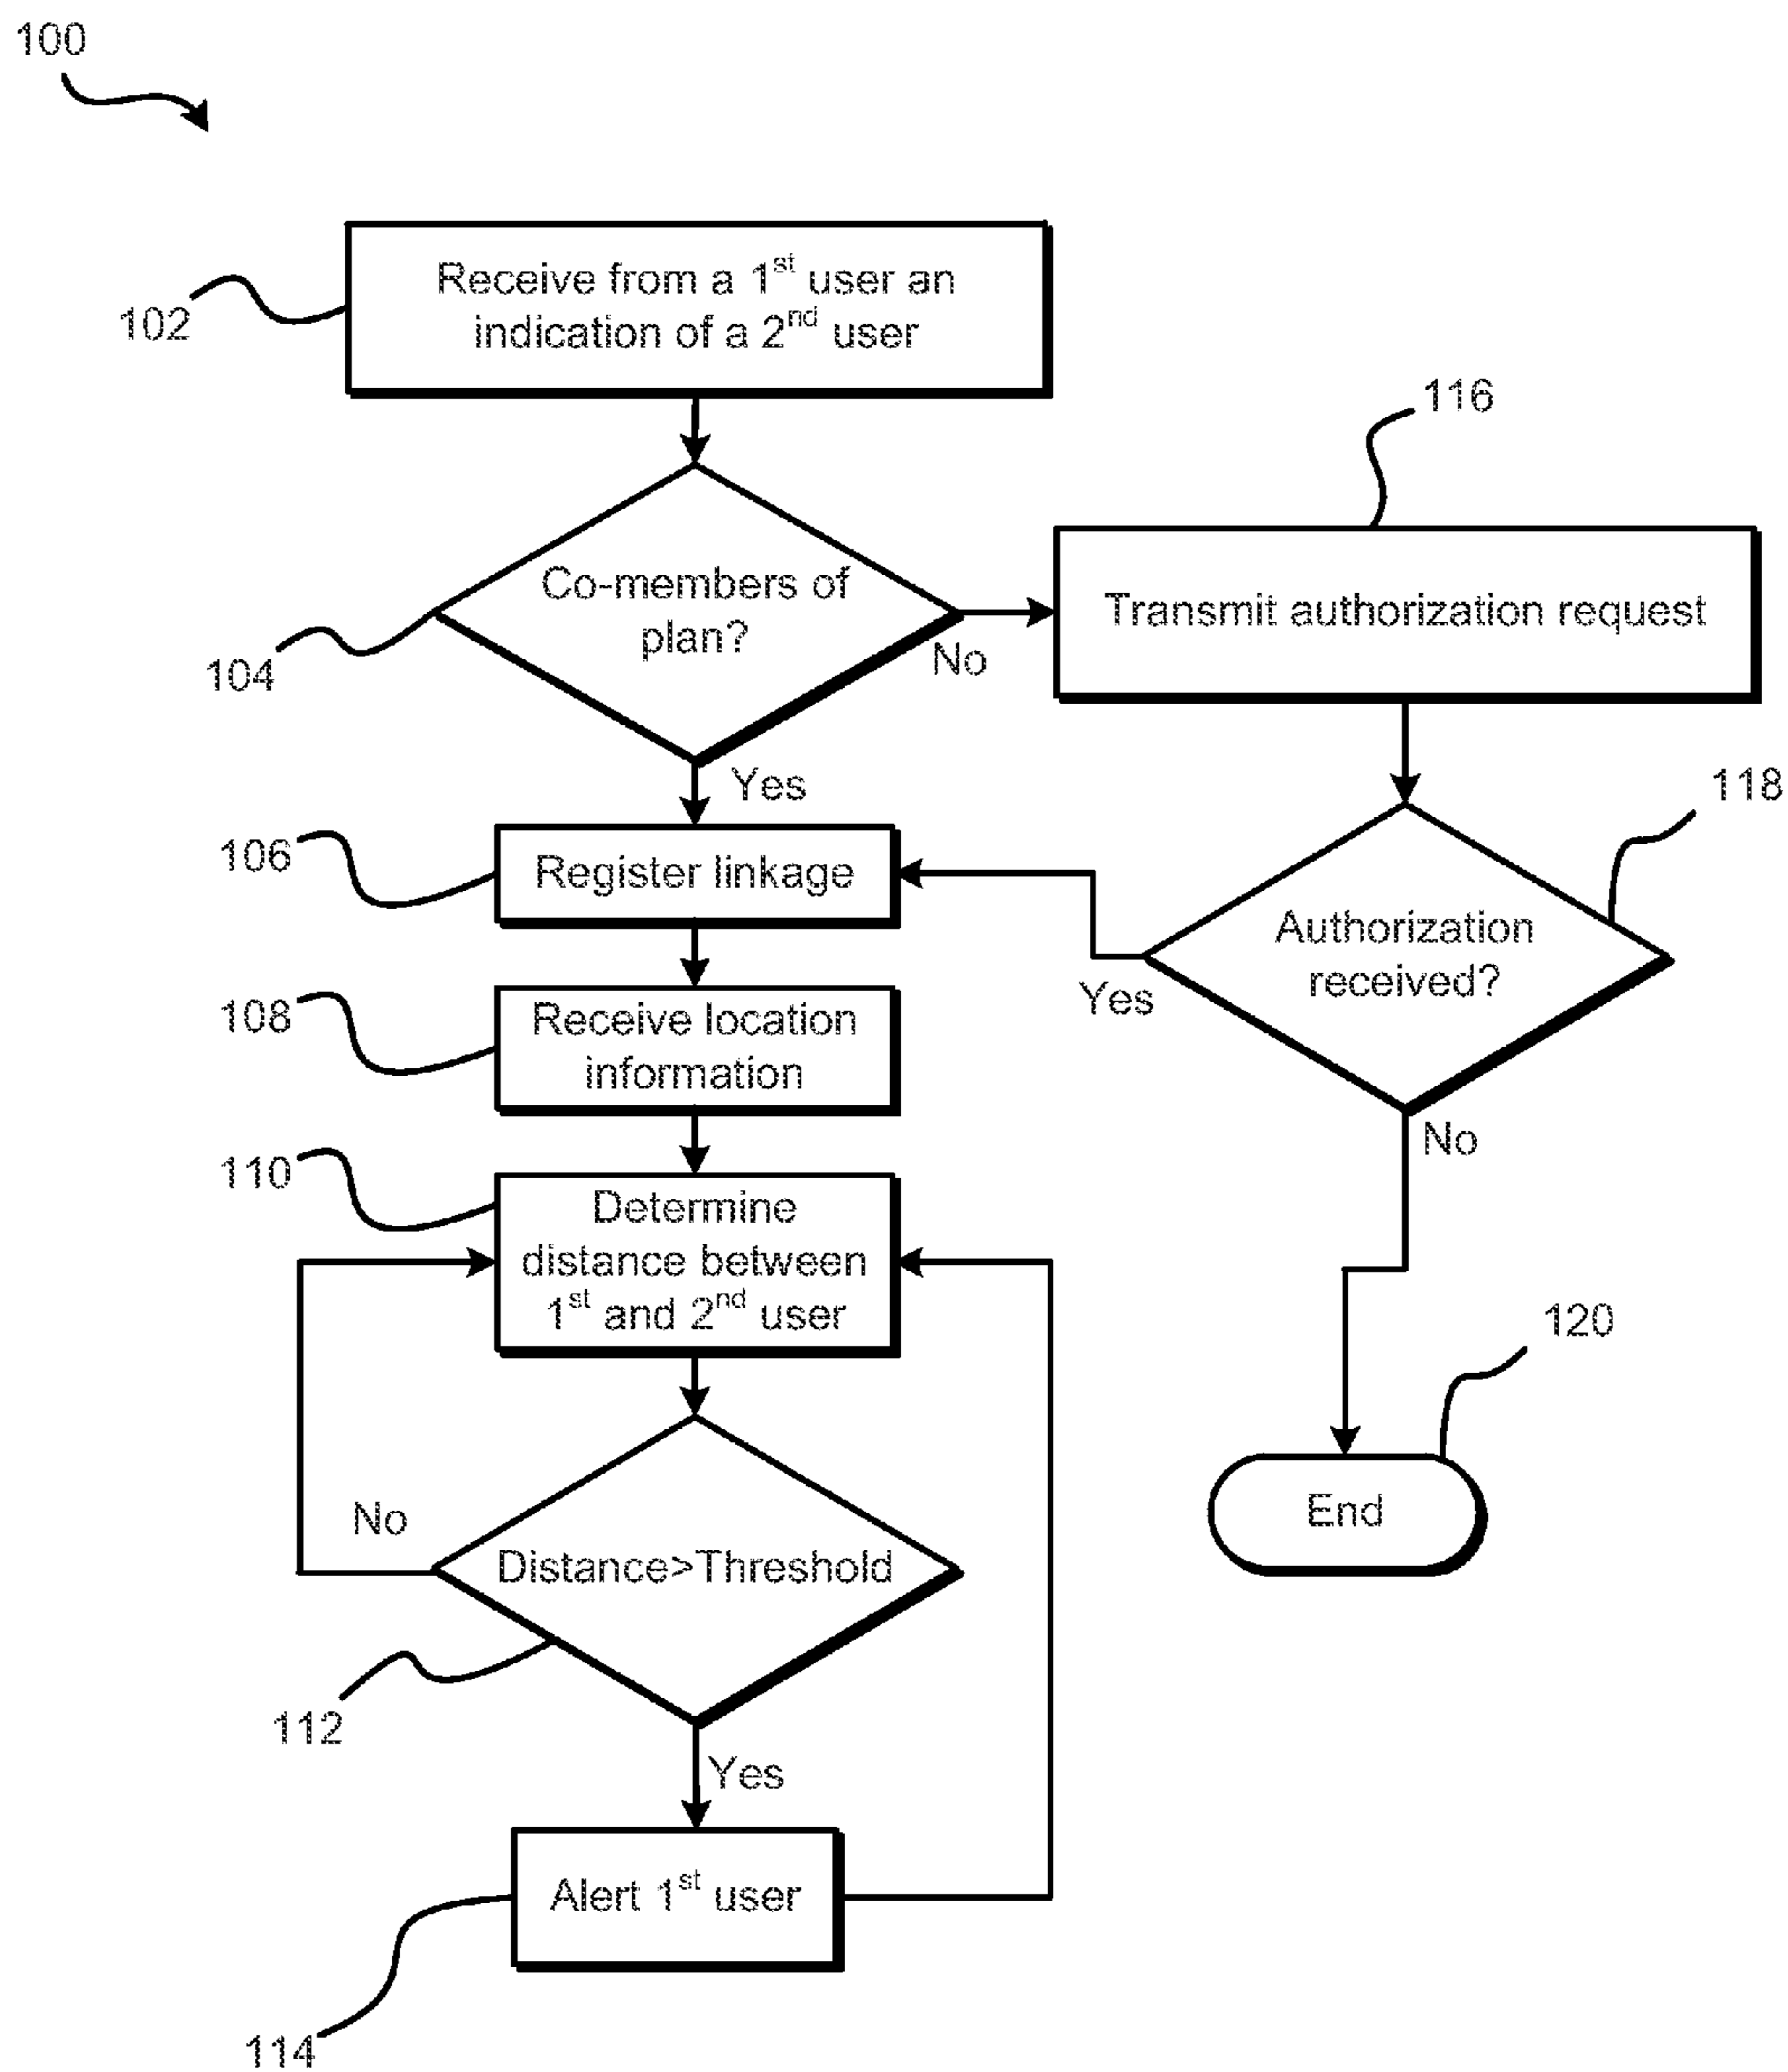 100
Receive from a 1st user an
indication of a 2nd user
102
116
Co-members of
plan?
Transmit authorization request
104
No
Yes
118
106
Register linkage
Authorization
received?
Yes
108
Receive location
information
No
110
Determine
distance between
1st and 2nd user
120
No
End
Distance>Threshold
112
Yes
Alert 1st user
114